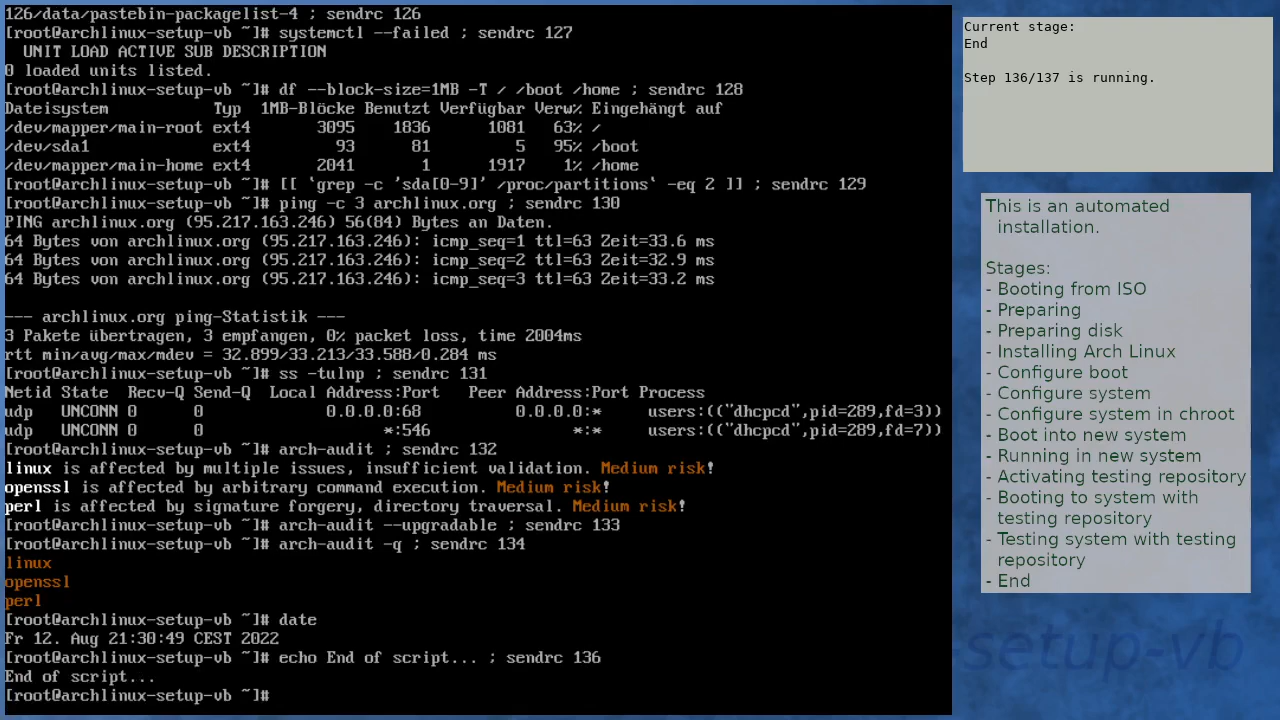 126/data/pastebin-packagelist-4 ; sendrc 126
[root@archlinux-setup-vb ~]# systemctl --failed ; sendrc 127
  UNIT LOAD ACTIVE SUB DESCRIPTION
0 loaded units listed.
[root@archlinux-setup-vb ~]# df --block-size=1MB -T / /boot /home ; sendrc 128
Dateisystem           Typ  1MB-Blöcke Benutzt Verfügbar Verw% Eingehängt auf
/dev/mapper/main-root ext4       3095    1836      1081   63% /
/dev/sda1             ext4         93      81         5   95% /boot
/dev/mapper/main-home ext4       2041       1      1917    1% /home
[root@archlinux-setup-vb ~]# [[ `grep -c 'sda[0-9]' /proc/partitions` -eq 2 ]] ; sendrc 129
[root@archlinux-setup-vb ~]# ping -c 3 archlinux.org ; sendrc 130
PING archlinux.org (95.217.163.246) 56(84) Bytes an Daten.
64 Bytes von archlinux.org (95.217.163.246): icmp_seq=1 ttl=63 Zeit=33.6 ms
64 Bytes von archlinux.org (95.217.163.246): icmp_seq=2 ttl=63 Zeit=32.9 ms
64 Bytes von archlinux.org (95.217.163.246): icmp_seq=3 ttl=63 Zeit=33.2 ms

--- archlinux.org ping-Statistik ---
3 Pakete übertragen, 3 empfangen, 0% packet loss, time 2004ms
rtt min/avg/max/mdev = 32.899/33.213/33.588/0.284 ms
[root@archlinux-setup-vb ~]# ss -tulnp ; sendrc 131
Netid State  Recv-Q Send-Q  Local Address:Port   Peer Address:Port Process
udp   UNCONN 0      0             0.0.0.0:68          0.0.0.0:*     users:(("dhcpcd",pid=289,fd=3))
udp   UNCONN 0      0                   *:546               *:*     users:(("dhcpcd",pid=289,fd=7))
[root@archlinux-setup-vb ~]# arch-audit ; sendrc 132
linux is affected by multiple issues, insufficient validation. Medium risk!
openssl is affected by arbitrary command execution. Medium risk!
perl is affected by signature forgery, directory traversal. Medium risk!
[root@archlinux-setup-vb ~]# arch-audit --upgradable ; sendrc 133
[root@archlinux-setup-vb ~]# arch-audit -q ; sendrc 134
linux
openssl
perl
[root@archlinux-setup-vb ~]# date
Fr 12. Aug 21:30:49 CEST 2022
[root@archlinux-setup-vb ~]# echo End of script... ; sendrc 136
End of script...
[root@archlinux-setup-vb ~]#
Current stage:
End

Step 136/137 is running.
This is an automated
installation.

Stages:
- Booting from ISO
- Preparing
- Preparing disk
- Installing Arch Linux
- Configure boot
- Configure system
- Configure system in chroot
- Boot into new system
- Running in new system
- Activating testing repository
- Booting to system with
testing repository
- Testing system with testing
repository
- End
-setup-vb